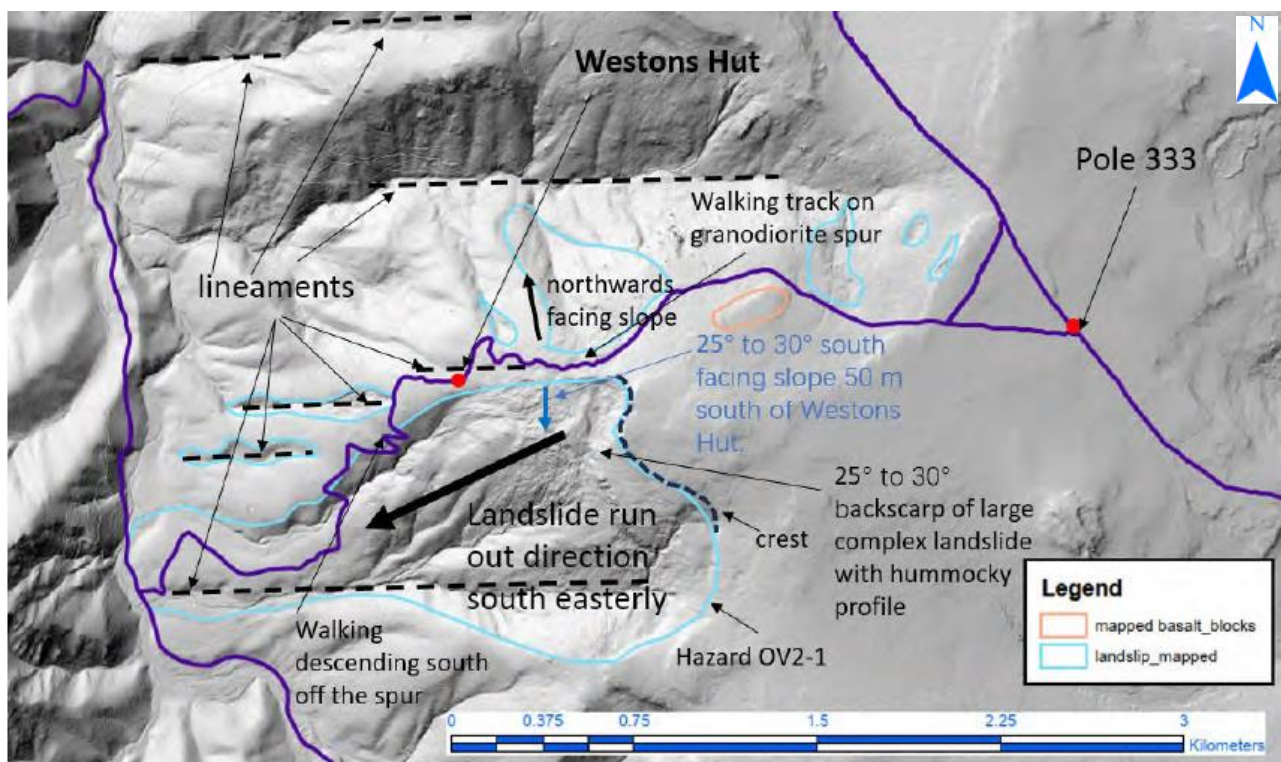 N
Westons Hut
Pole 333
Walking track on
granodiorite spur
lineaments
northwards
facing slope
25° to 30° south
facing slope 50 m
south of Westons
Hut.
25° to 30°
backscarp of large
complex landslide
with hummocky
profile
crest
Landslide run
out direction
south easterly
Walking
descending south
off the spur
Hazard OV2-1
Legend
mapped basalt_blocks
landslip_mapped
0 0.375 0.75 1.5 2.25 3
Kilometers